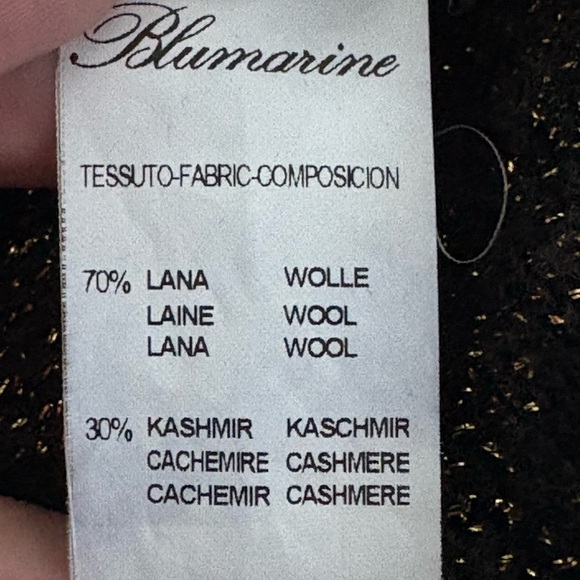 Blumarine
TESSUTO-FABRIC-COMPOSICION
70% LANA WOLLE
LAINE WOOL
LANA WOOL
30% KASHMIR KASCHMIR
CACHEMIRE CASHMERE
CACHEMIR CASHMERE